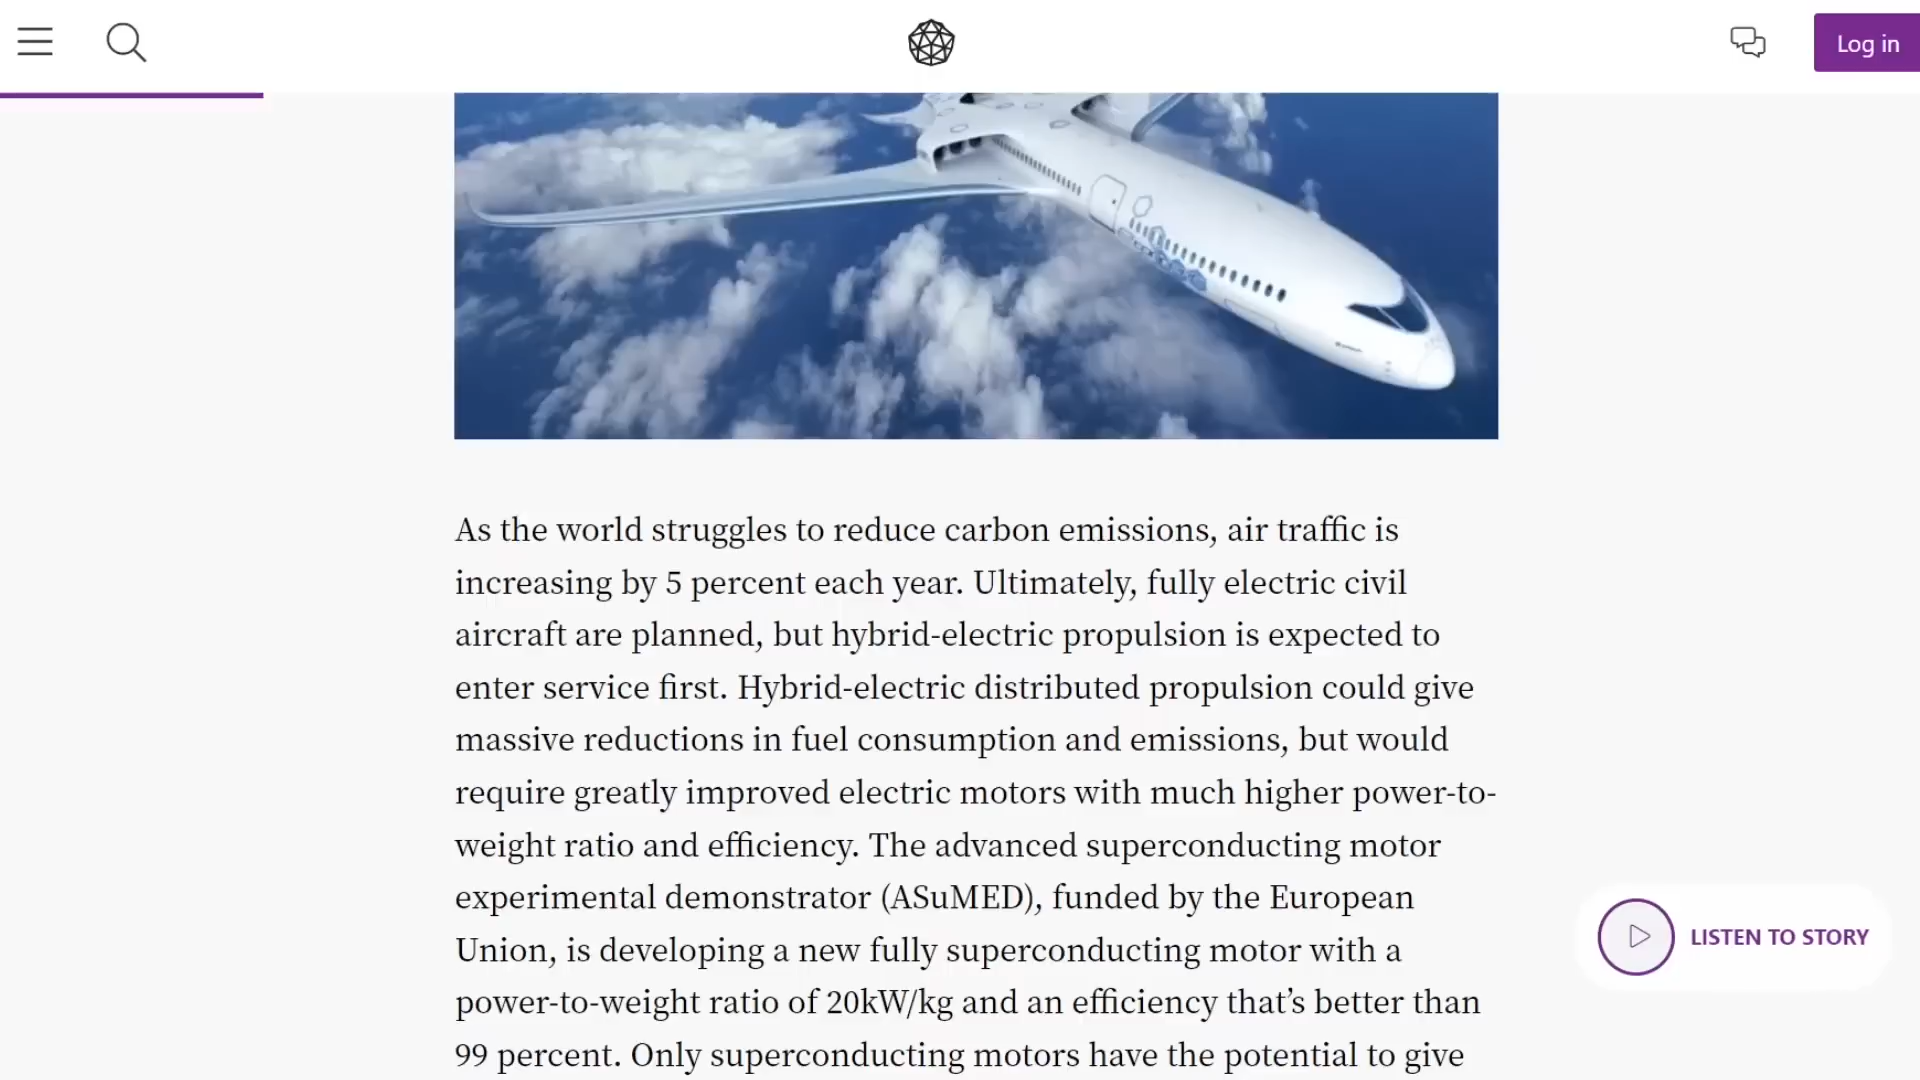 Log in
As the world struggles to reduce carbon emissions, air traffic is
increasing by 5 percent each year. Ultimately, fully electric civil
aircraft are planned, but hybrid-electric propulsion is expected to
enter service first. Hybrid-electric distributed propulsion could give
massive reductions in fuel consumption and emissions, but would
require greatly improved electric motors with much higher power-to-
weight ratio and efficiency. The advanced superconducting motor
experimental demonstrator (ASuMED), funded by the European
Union, is developing a new fully superconducting motor with a
power-to-weight ratio of 20kW/kg and an efficiency that’s better than
99 percent. Only superconducting motors have the potential to give
LISTEN TO STORY